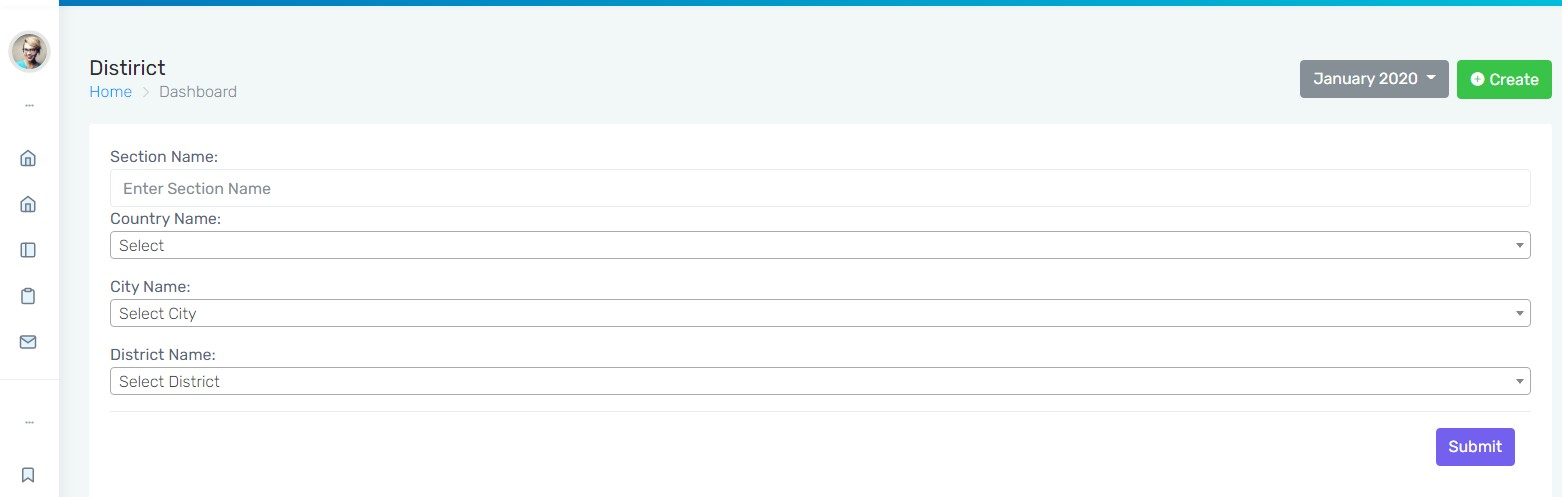 Distirict
Home > Dashboard
January 2020
Create
Section Name:
Enter Section Name
Country Name:
Select
City Name:
Select City
District Name:
Select District
Submit